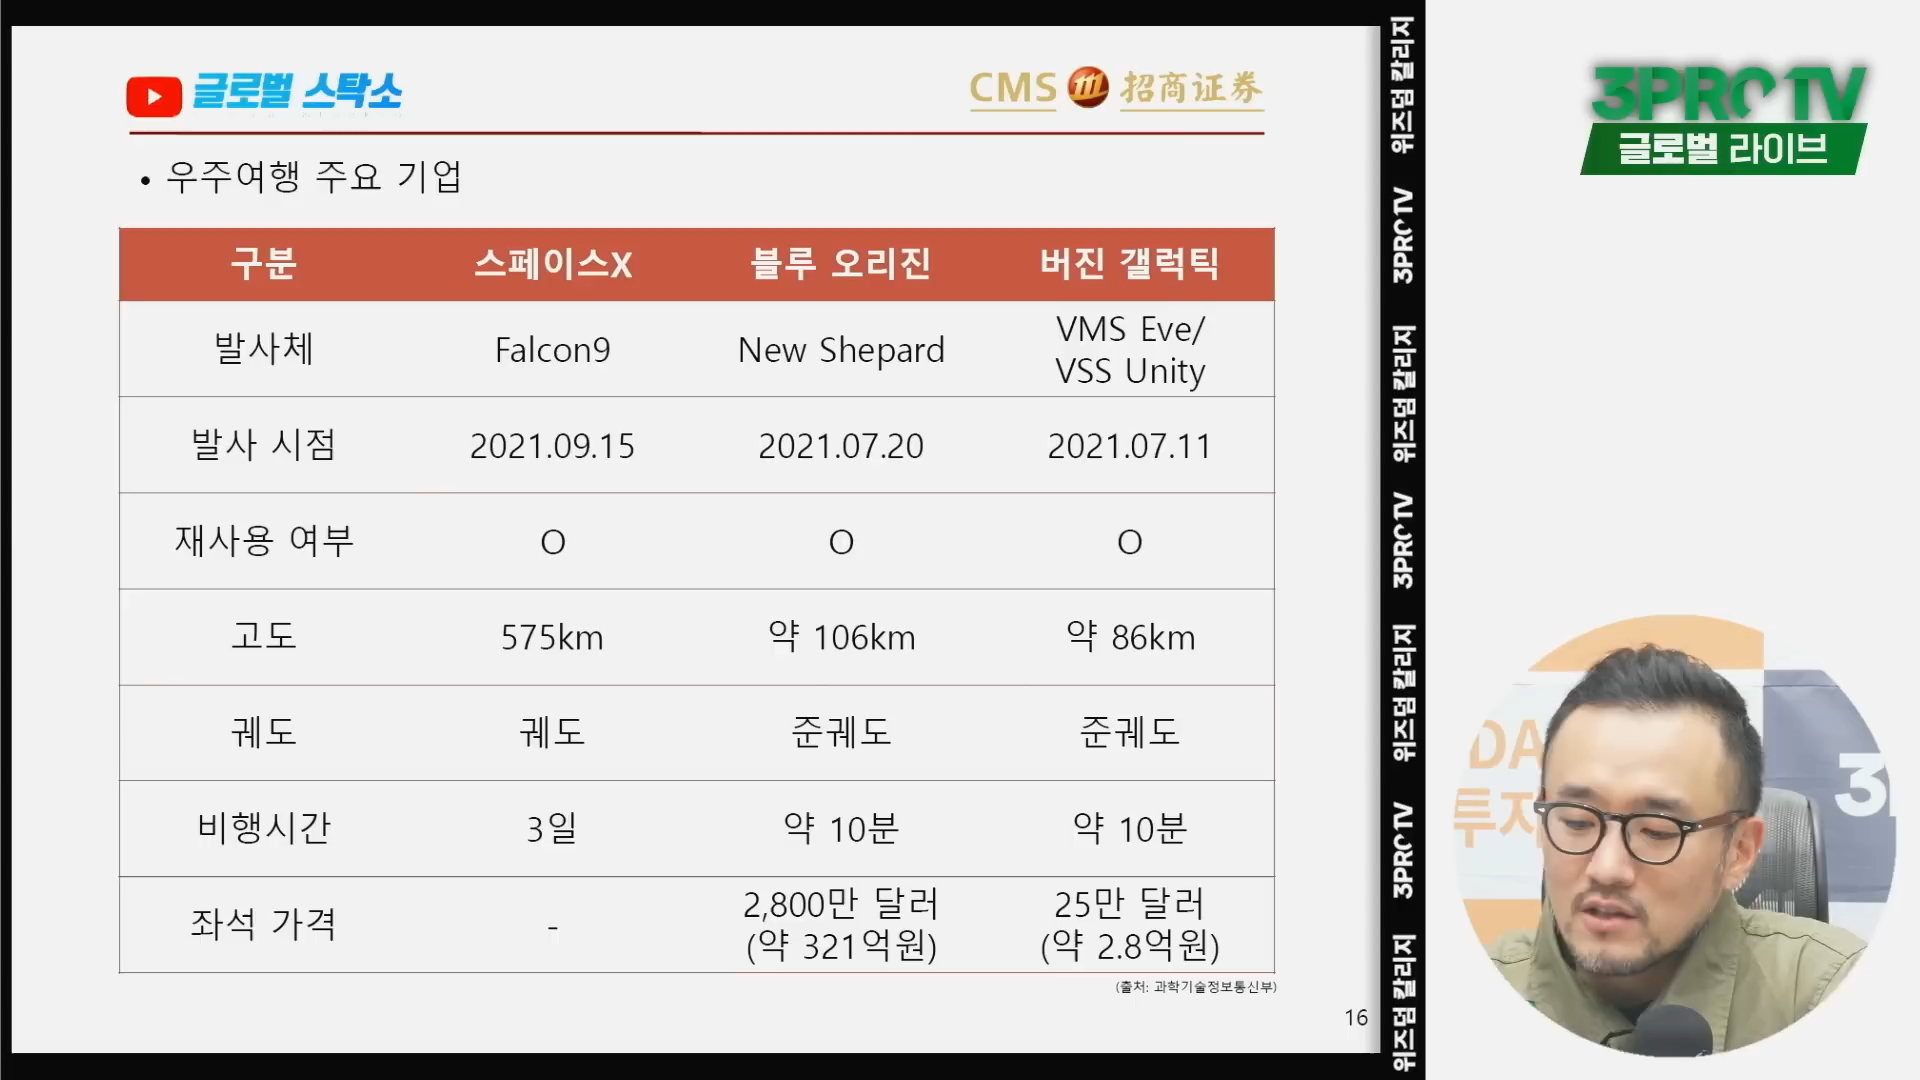 글로벌 스탁소
CMS 招商证券
• 우주여행 주요 기업
구분 스페이스X 블루 오리진 버진 갤럭틱
발사체 Falcon9 New Shepard VMS Eve/
VSS Unity
발사 시점 2021.09.15 2021.07.20 2021.07.11
재사용 여부 O O O
고도 575km 약 106km 약 86km
궤도 궤도 준궤도 준궤도
비행시간 3일 약 10분 약 10분
좌석 가격 - 2,800만 달러 25만 달러
(약 321억원) (약 2.8억원)
(출처: 과학기술정보통신부)
16
위즈덤 칼리지
3PRO TV
위즈덤 칼리지
3PRO TV
위즈덤 칼리지
3PRO TV
위즈덤 칼리지
3PRO TV
글로벌 라이브
DA
투자
3